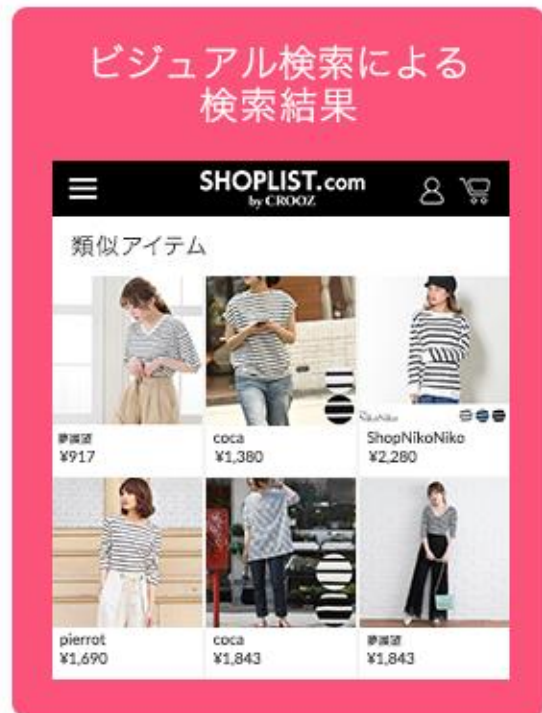 ビジュアル検索による
検索結果
SHOPLIST.com
by CROOZ
類似アイテム
夢展望
¥917
coca
¥1,380
ShopNikoNiko
¥2,280
pierrot
¥1,690
coca
¥1,843
夢展望
¥1,843